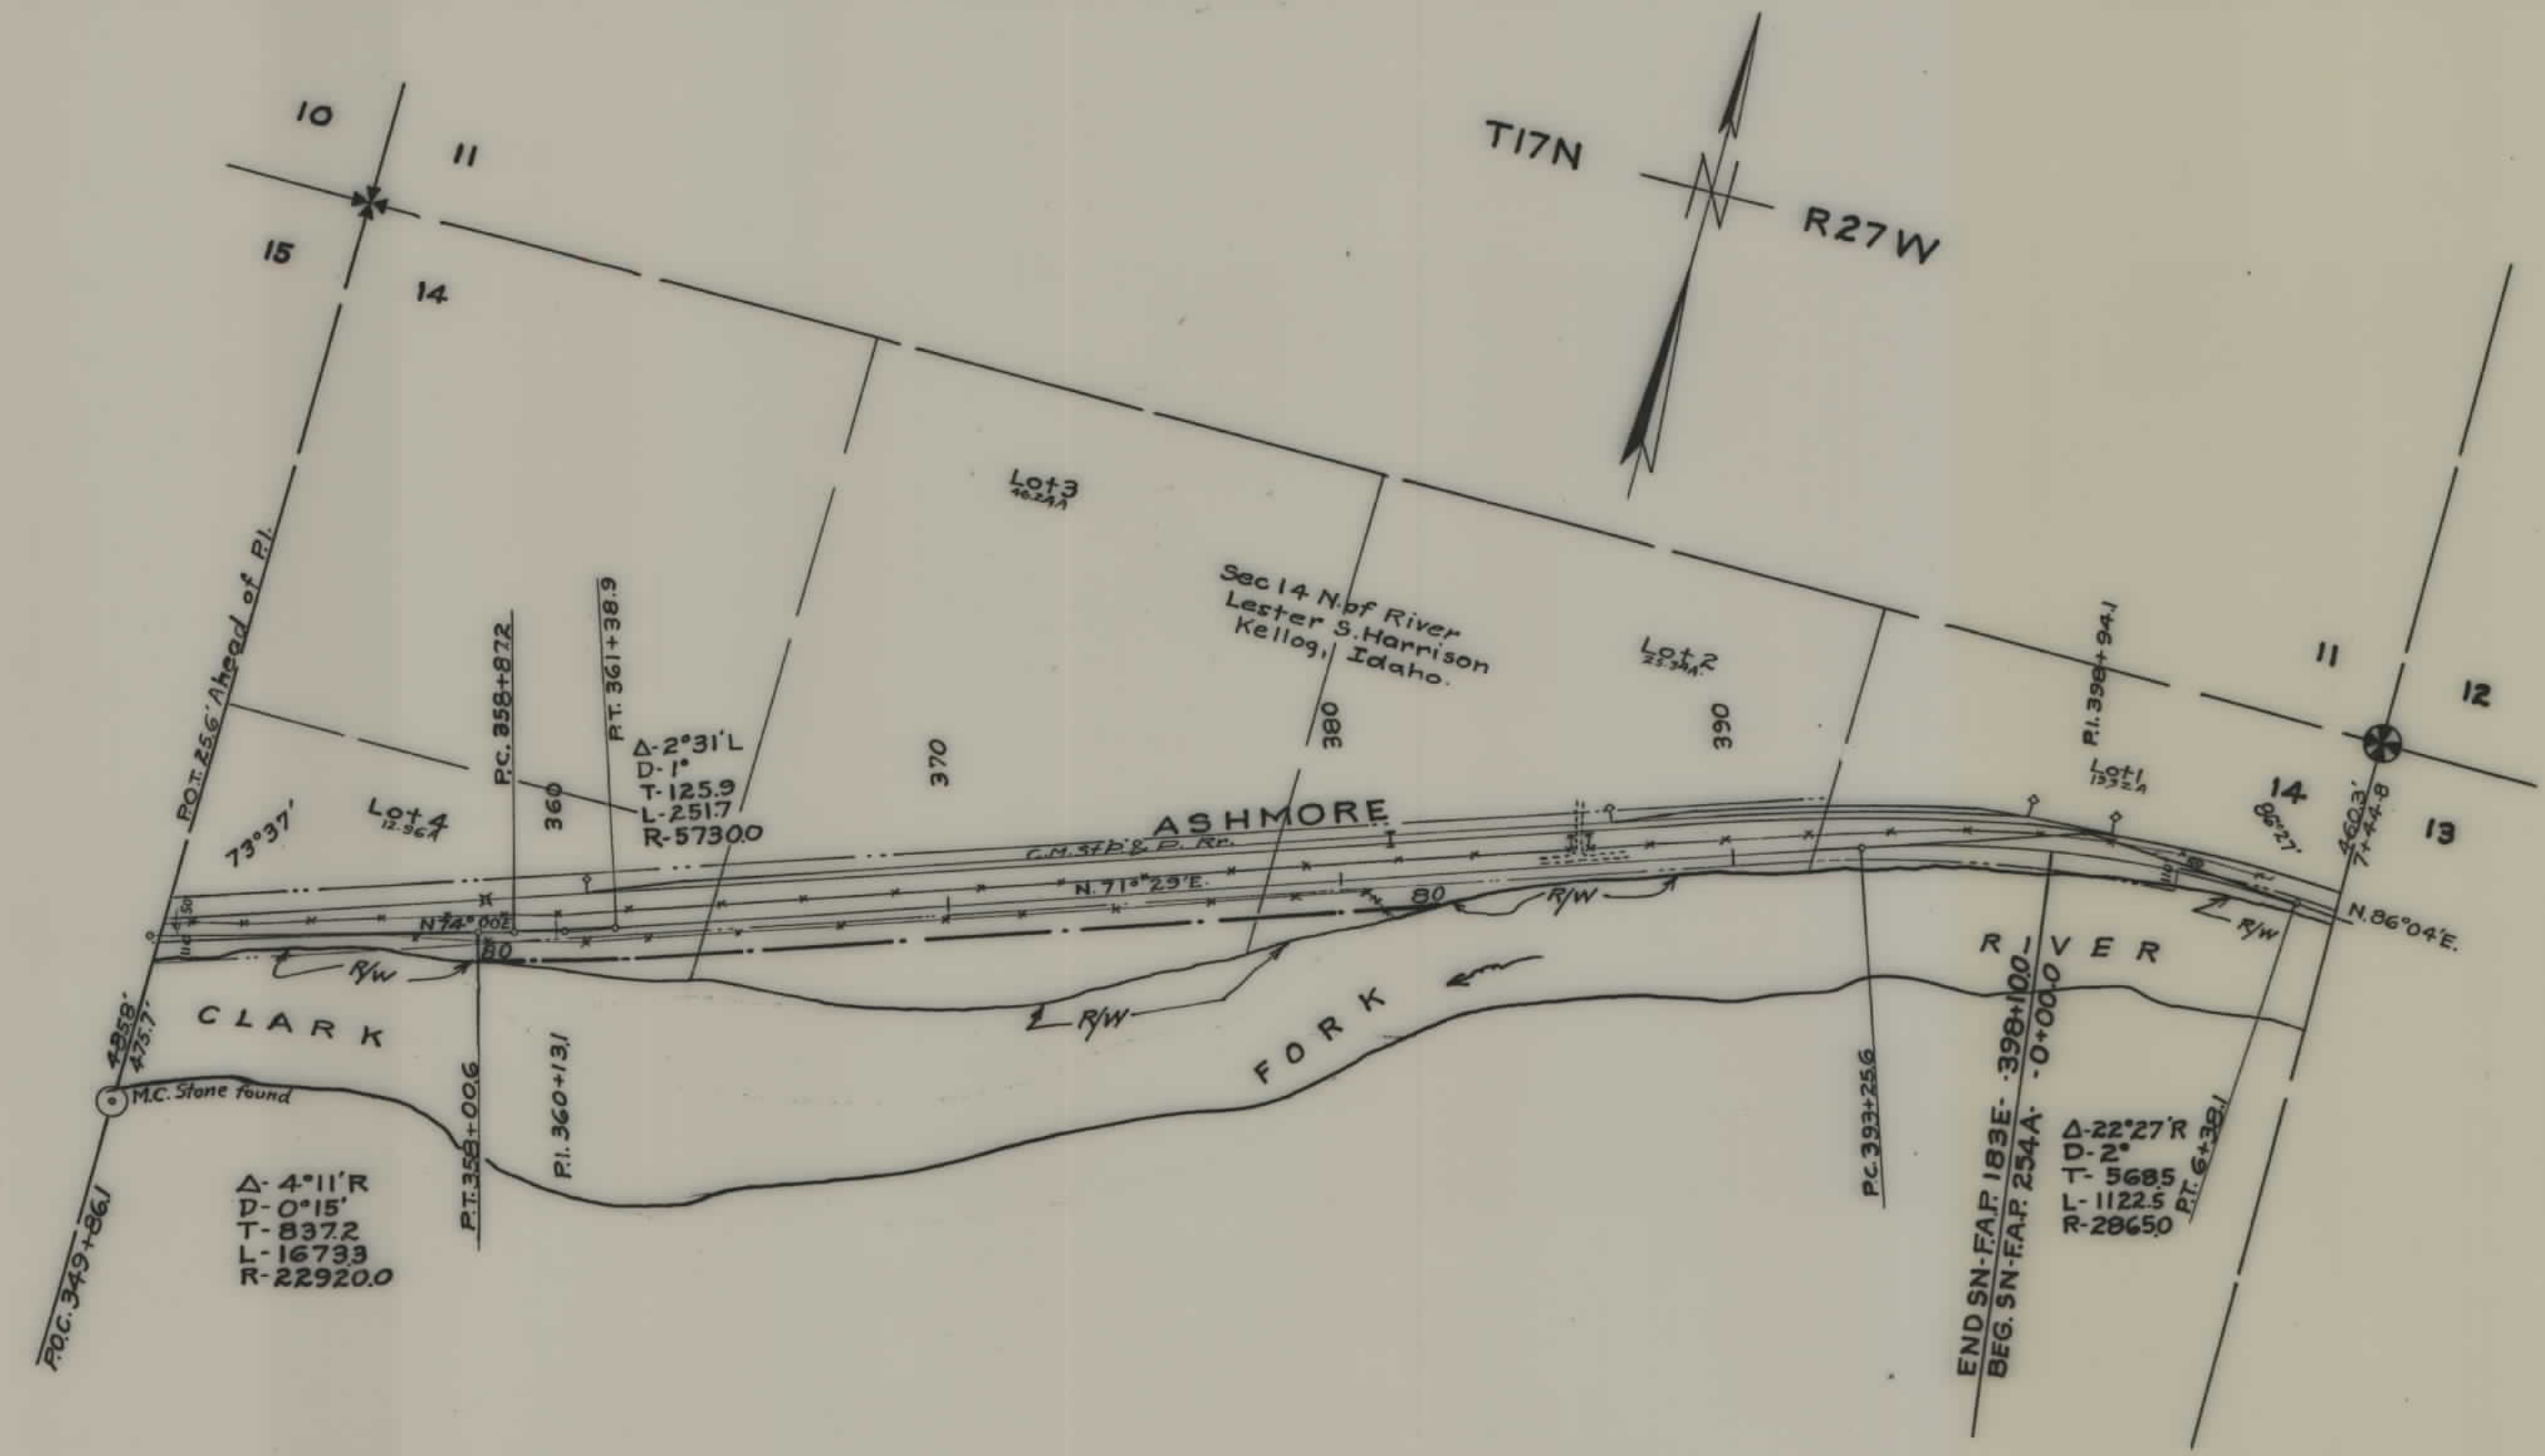 10
11
15
14
T17N
N
R27W
P.O.T. 25.6' Ahead of P.I.
Lot 3
Sec 14 N. of River
Lester S. Harrison
Kellog, Idaho.
Lot 2
P.C. 358+87.2
P.T. 361+38.9
360
Δ-2°31'L
D-1°
T-125.9
L-251.7
R-5730.0
370
380
390
P.I. 398+94.1
Lot 1
11
12
14
13
86°27'
460.3'
7+44.8
Lot 4
12.96A
73°37'
ASHMORE
C.M. St. P. & P. Rr.
N. 71°29'E.
N 74°00'E
50
110
80
80
R/W
R/W
R/W
R/W
110
N. 86°04'E.
CLARK
FORK
RIVER
485.8'
475.7'
M.C. Stone found
P.O.C. 349+86.1
P.T. 358+00.6
P.I. 360+13.1
Δ-4°11'R
D-0°15'
T-837.2
L-1673.3
R-22920.0
P.C. 393+25.6
END SN-F.A.P. 183E--398+10.0-
BEG. SN-F.A.P. 254A--0+00.0
Δ-22°27'R
D-2°
T-568.5
L-1122.5
R-2865.0
P.T. 6+38.1